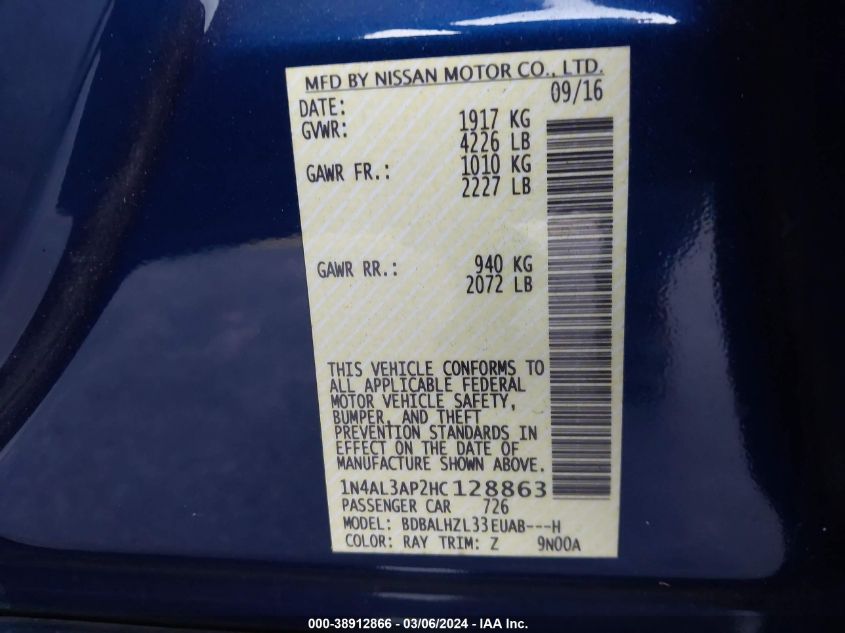 MFD BY NISSAN MOTOR CO., LTD.
DATE: 09/16
GVWR: 1917 KG
4226 LB
GAWR FR.: 1010 KG
2227 LB
GAWR RR.: 940 KG
2072 LB
THIS VEHICLE CONFORMS TO
ALL APPLICABLE FEDERAL
MOTOR VEHICLE SAFETY,
BUMPER, AND THEFT
PREVENTION STANDARDS IN
EFFECT ON THE DATE OF
MANUFACTURE SHOWN ABOVE.
1N4AL3AP2HC128863
PASSENGER CAR 726
MODEL: BDBALHZL33EUAB---H
COLOR: RAY TRIM: Z 9N00A
000-38912866 - 03/06/2024 - IAA Inc.